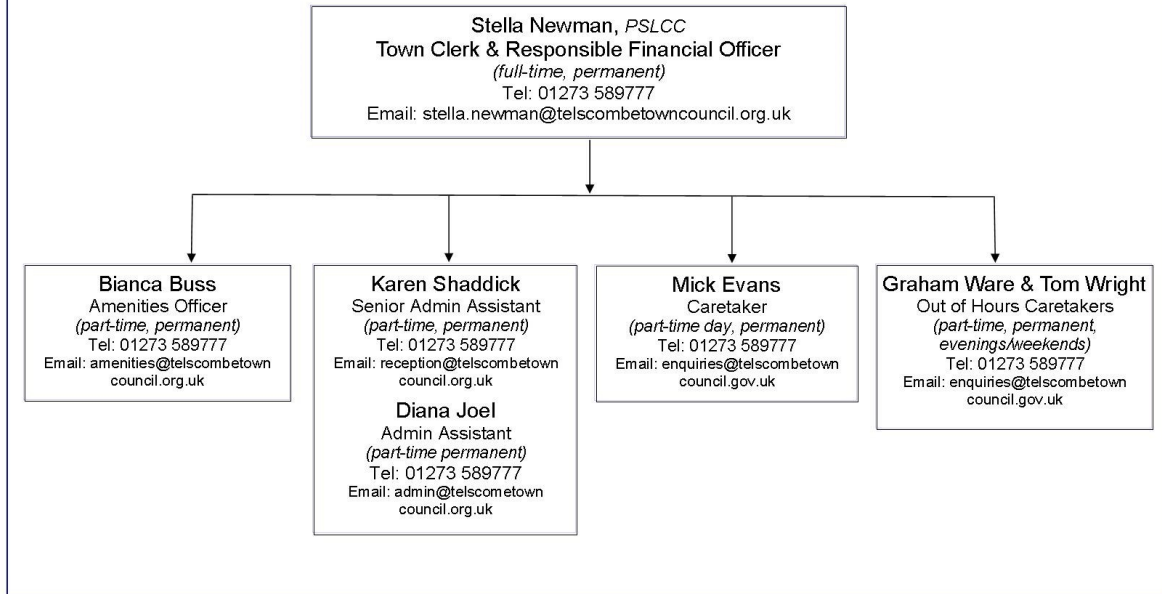 Stella Newman, PSLCC
Town Clerk & Responsible Financial Officer
(full-time, permanent)
Tel: 01273 589777
Email: stella.newman@telscombetowncouncil.org.uk
Bianca Buss
Amenities Officer
(part-time, permanent)
Tel: 01273 589777
Email: amenities@telscombetown
council.org.uk
Karen Shaddick
Senior Admin Assistant
(part-time, permanent)
Tel: 01273 589777
Email: reception@telscombetown
council.org.uk
Diana Joel
Admin Assistant
(part-time permanent)
Tel: 01273 589777
Email: admin@telscometown
council.org.uk
Mick Evans
Caretaker
(part-time day, permanent)
Tel: 01273 589777
Email: enquiries@telscombetown
council.gov.uk
Graham Ware & Tom Wright
Out of Hours Caretakers
(part-time, permanent,
evenings/weekends)
Tel: 01273 589777
Email: enquiries@telscombetown
council.gov.uk